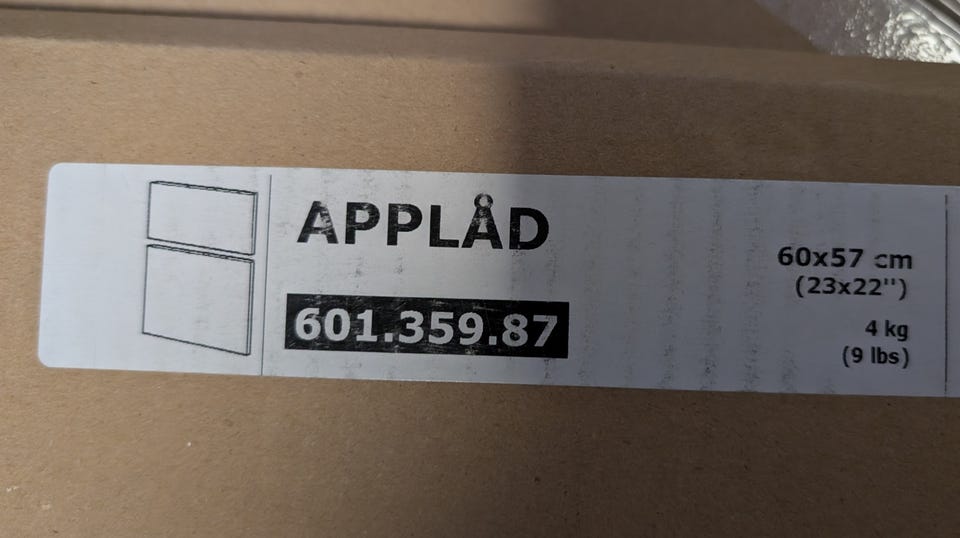 APPLÅD
601.359.87
60x57 cm
(23x22")
4 kg
(9 lbs)